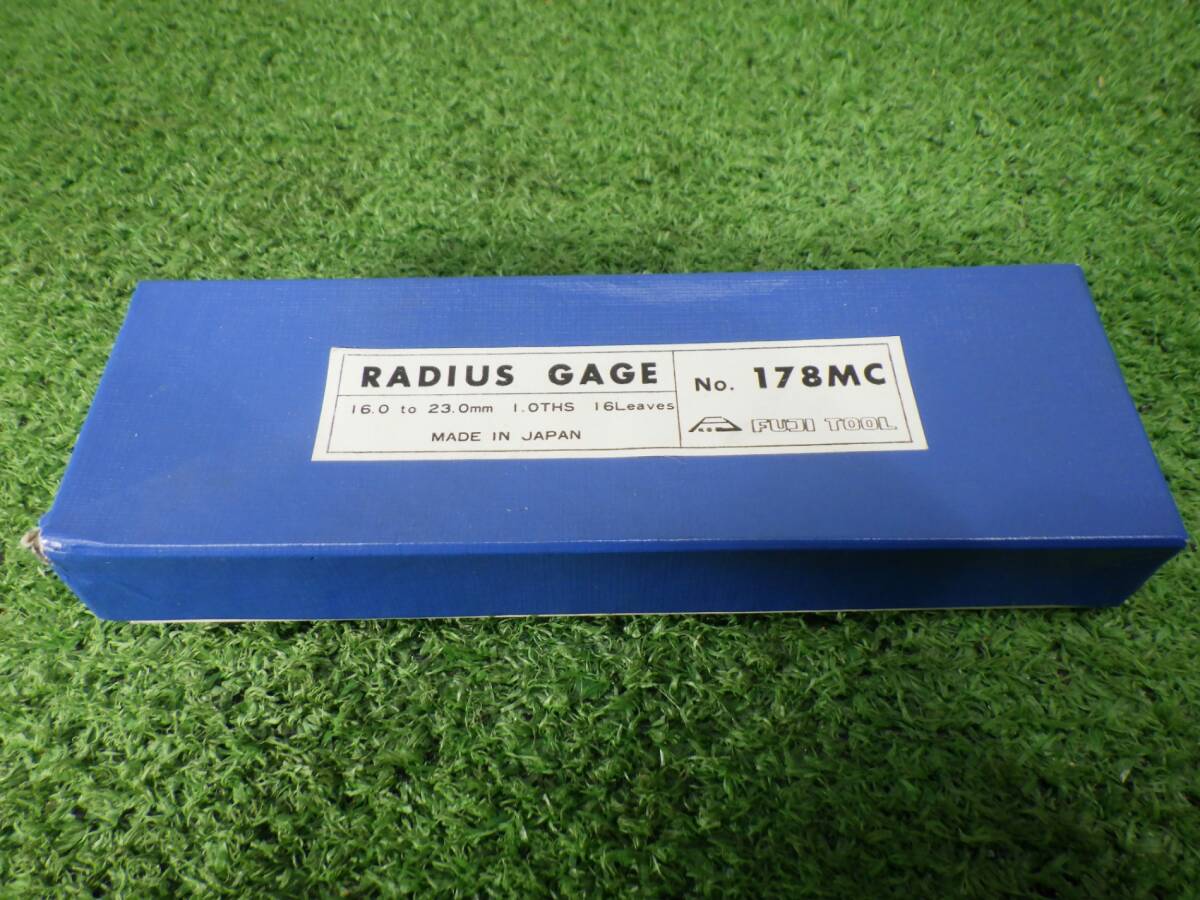 RADIUS GAGE
16.0 to 23.0mm 1.0THS 16Leaves
MADE IN JAPAN
No. 178MC
FUJI TOOL